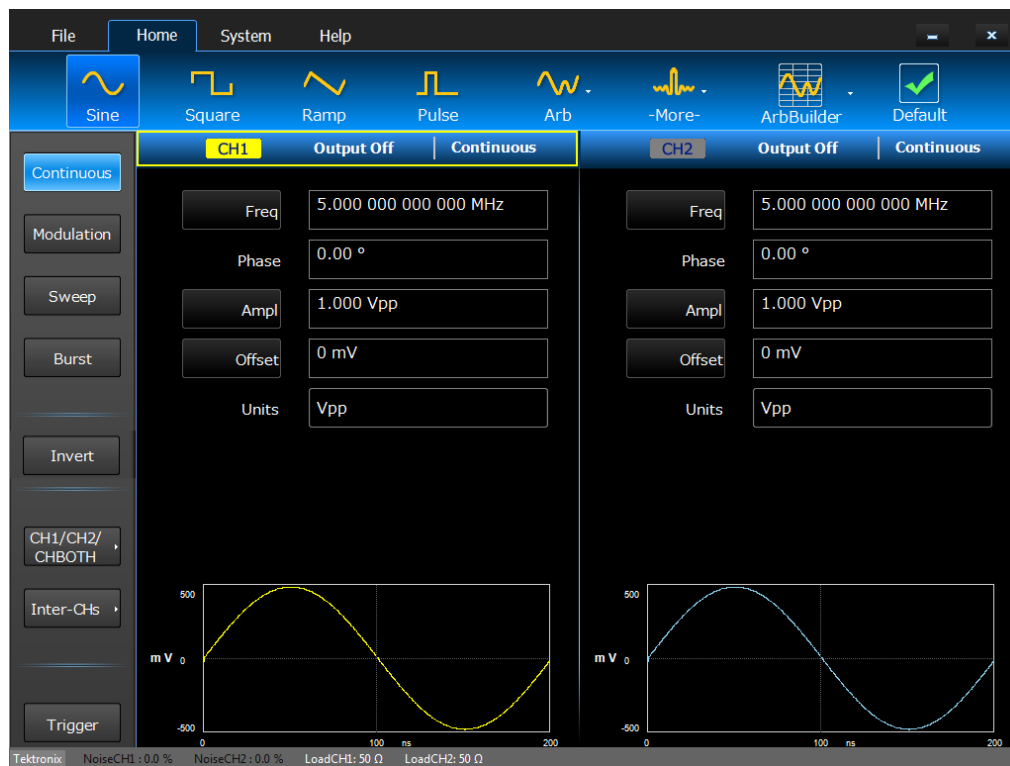 File Home System Help
Sine Square Ramp Pulse Arb -More- ArbBuilder Default
CH1 Output Off Continuous CH2 Output Off Continuous
Continuous
Modulation
Sweep
Burst
Invert
CH1/CH2/
CHBOTH
Inter-CHs
Trigger
Freq 5.000 000 000 000 MHz
Phase 0.00 °
Ampl 1.000 Vpp
Offset 0 mV
Units Vpp
500
m V 0
-500
0 100 ns 200
Freq 5.000 000 000 000 MHz
Phase 0.00 °
Ampl 1.000 Vpp
Offset 0 mV
Units Vpp
500
m V 0
-500
0 100 ns 200
Tektronix NoiseCH1 : 0.0 % NoiseCH2 : 0.0 % LoadCH1: 50 Ω LoadCH2: 50 Ω